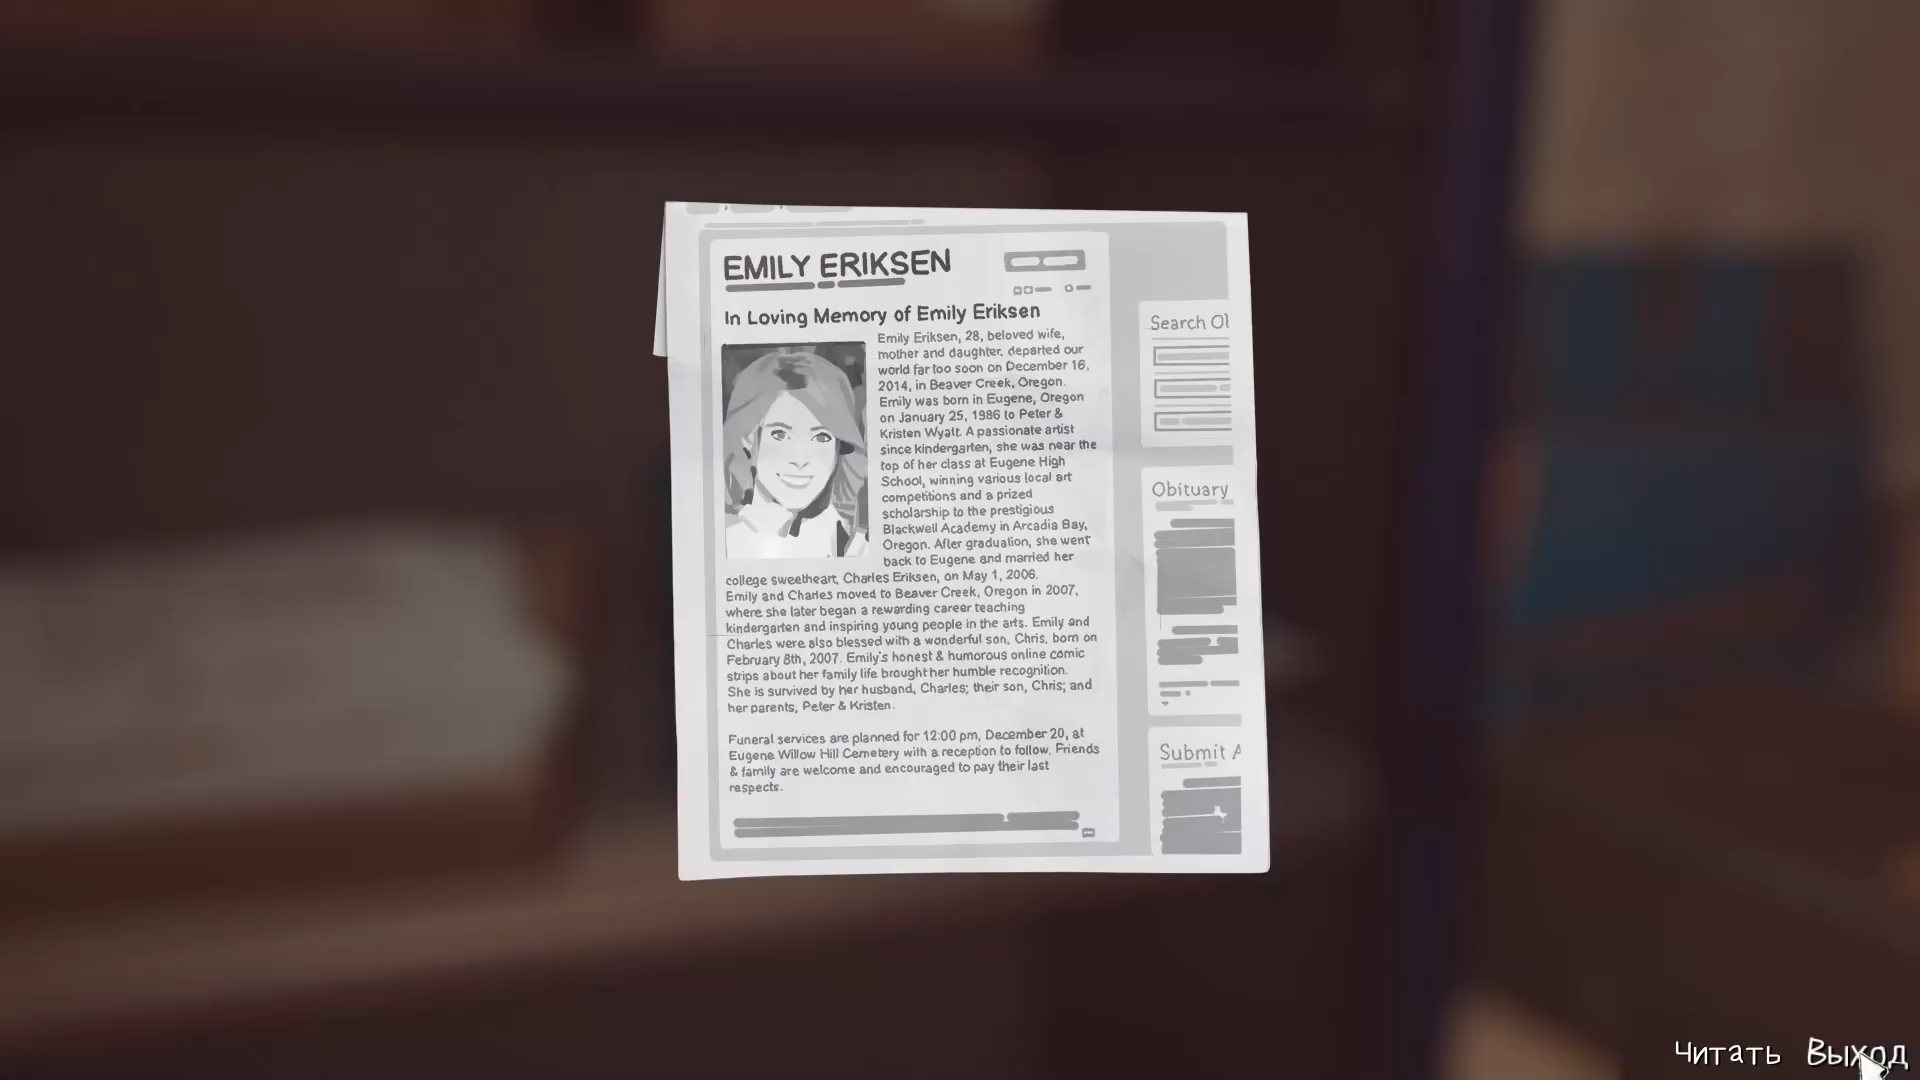 EMILY ERIKSEN
In Loving Memory of Emily Eriksen
Emily Eriksen, 28, beloved wife,
mother and daughter, departed our
world far too soon on December 16,
2014, in Beaver Creek, Oregon.
Emily was born in Eugene, Oregon
on January 25, 1986 to Peter &
Kristen Wyatt. A passionate artist
since kindergarten, she was near the
top of her class at Eugene High
School, winning various local art
competitions and a prized
scholarship to the prestigious
Blackwell Academy in Arcadia Bay,
Oregon. After graduation, she went
back to Eugene and married her
college sweetheart, Charles Eriksen, on May 1, 2006.
Emily and Charles moved to Beaver Creek, Oregon in 2007,
where she later began a rewarding career teaching
kindergarten and inspiring young people in the arts. Emily and
Charles were also blessed with a wonderful son, Chris, born on
February 8th, 2007. Emily's honest & humorous online comic
strips about her family life brought her humble recognition.
She is survived by her husband, Charles; their son, Chris; and
her parents, Peter & Kristen.
Funeral services are planned for 12:00 pm, December 20, at
Eugene Willow Hill Cemetery with a reception to follow. Friends
& family are welcome and encouraged to pay their last
respects.
Search Ol
Obituary
Submit A
Читать Выход